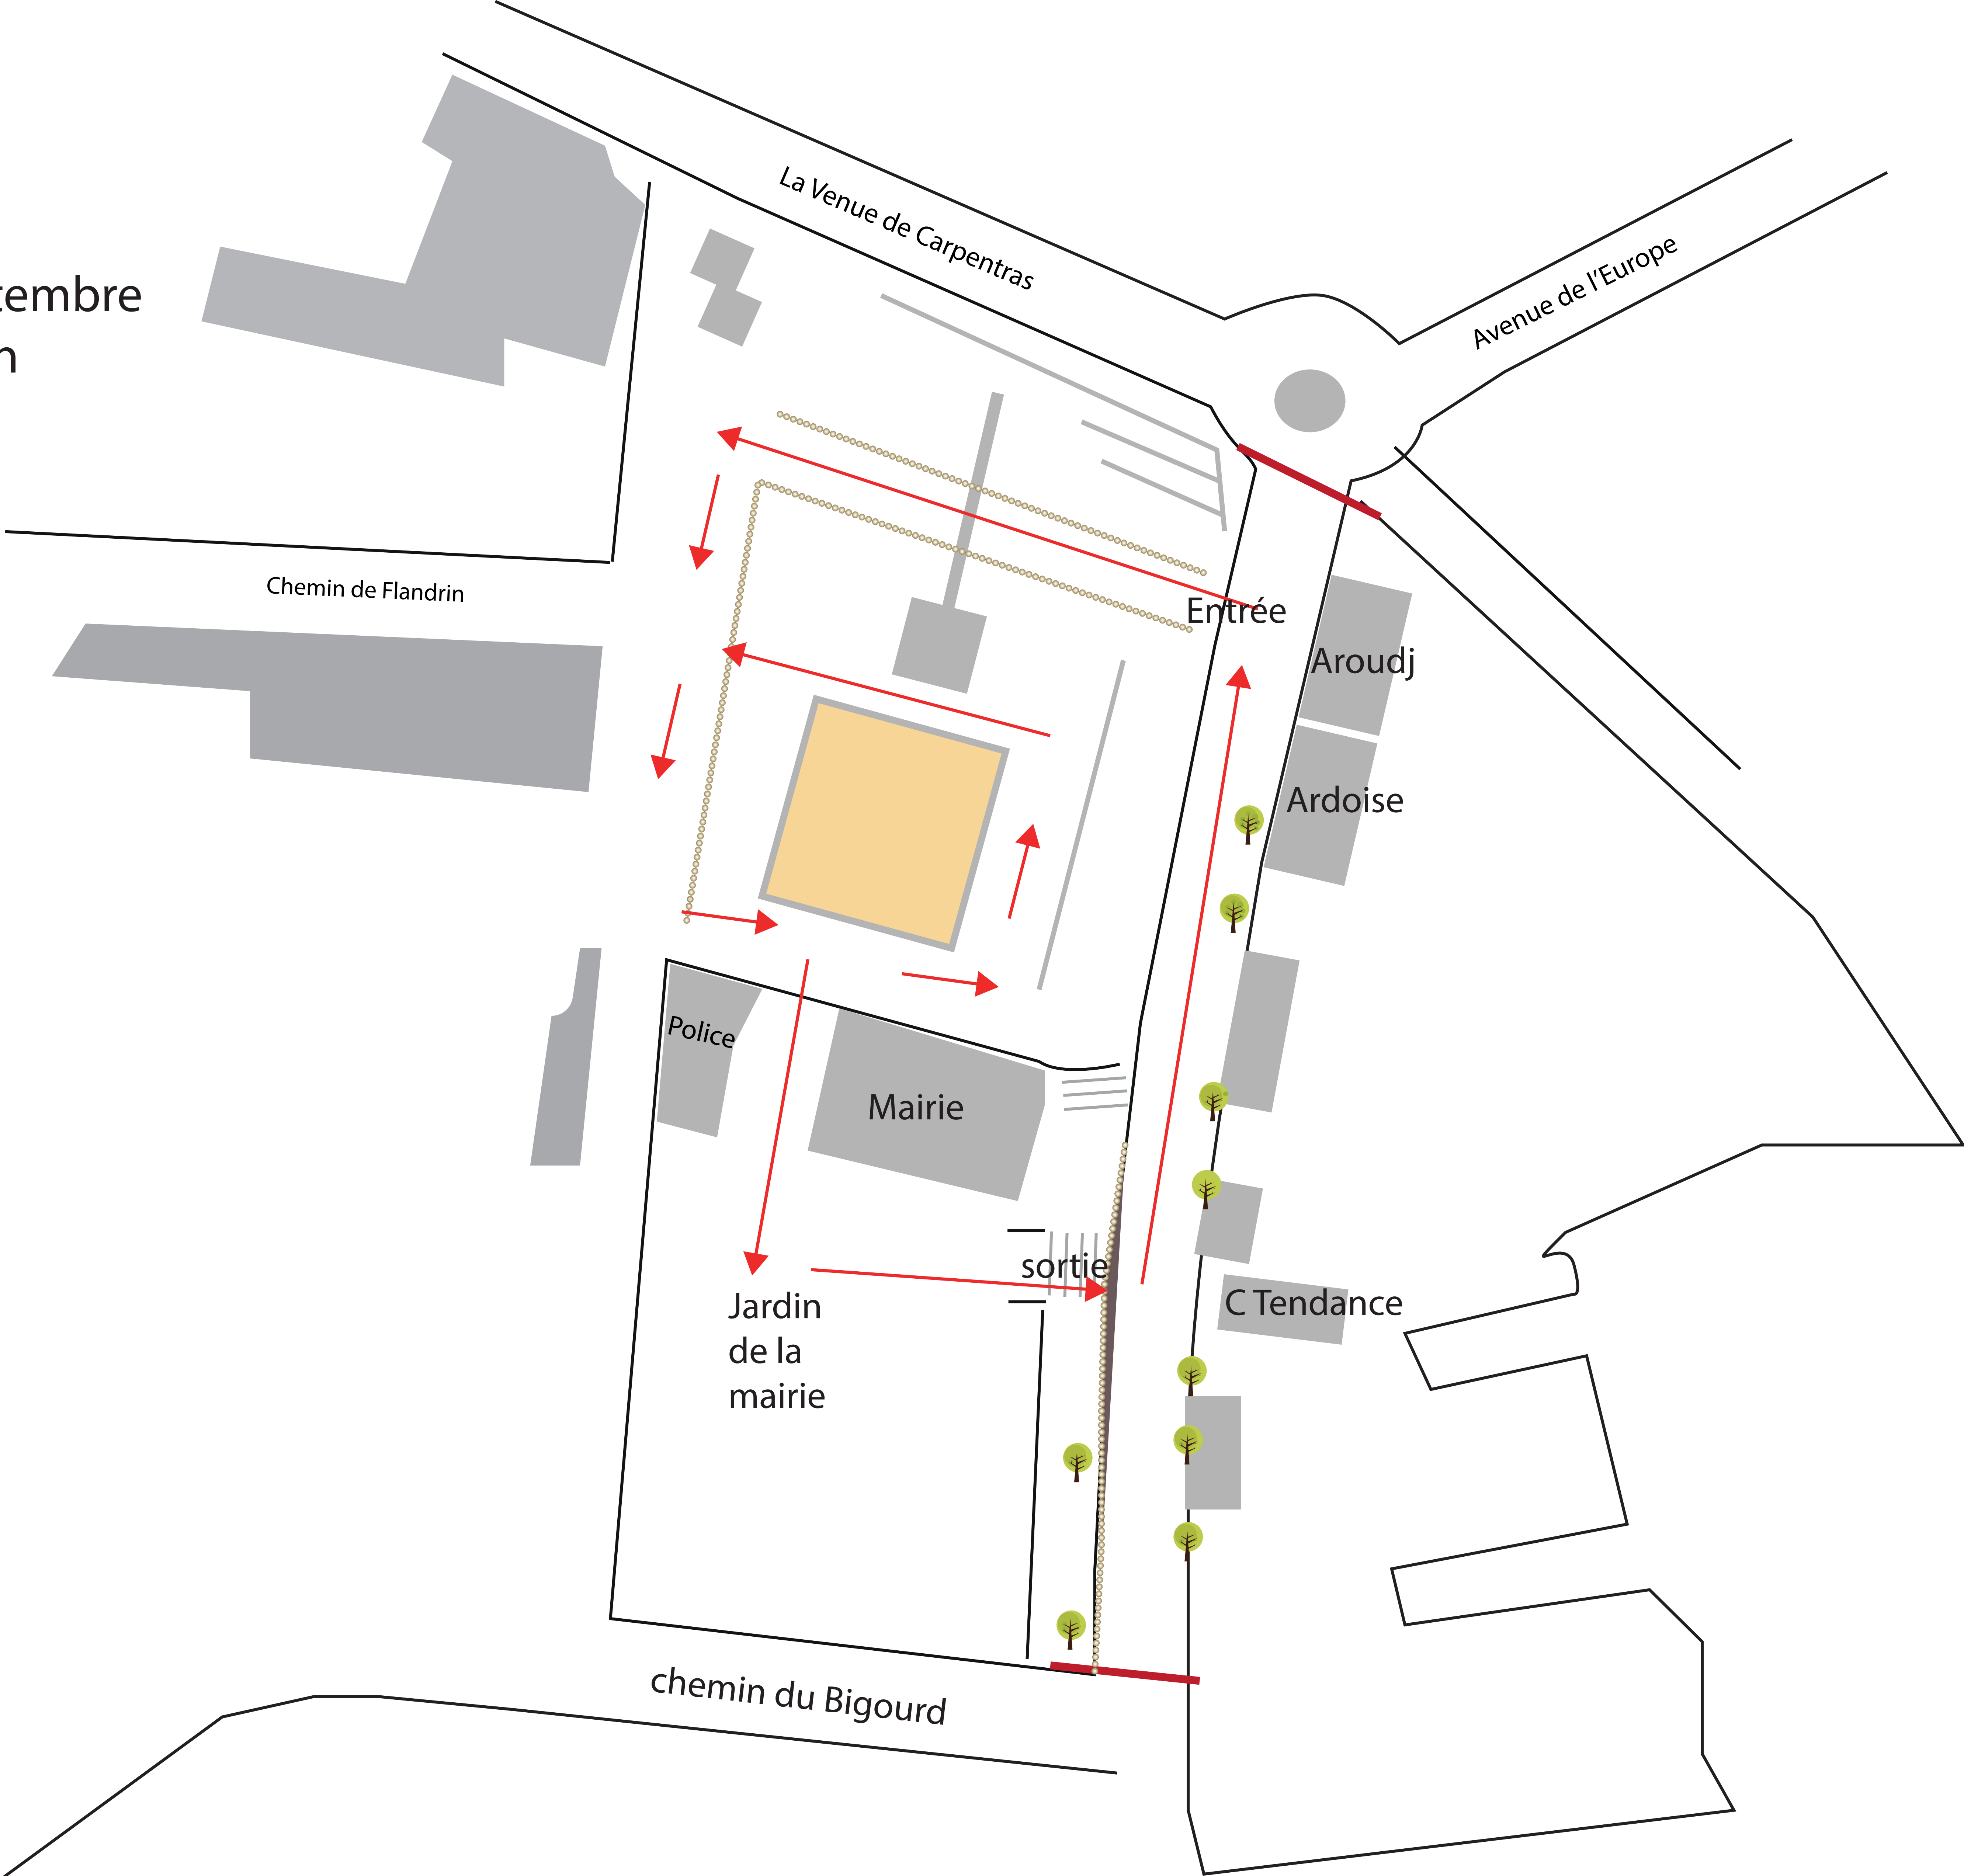 La Venue de Carpentras
Avenue de l'Europe
tembre
n
Chemin de Flandrin
Entrée
Aroudj
Ardoise
Police
Mairie
sortie
C Tendance
Jardin
de la
mairie
chemin du Bigourd